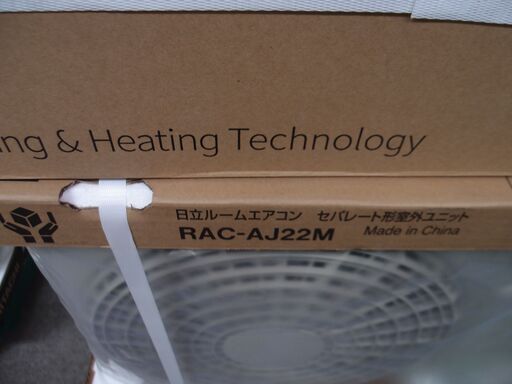 ng & Heating Technology
日立ルームエアコン セパレート形室外ユニット
RAC-AJ22M Made in China